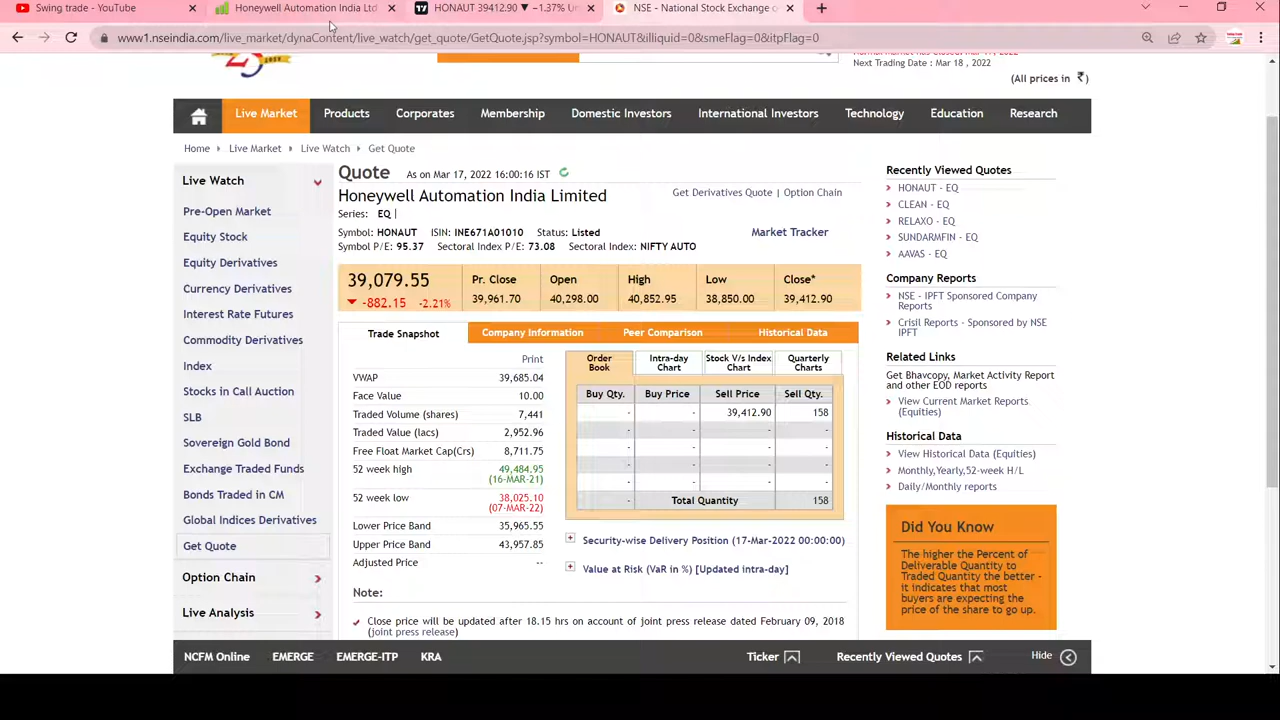 Swing trade - YouTube
Honeywell Automation India Ltd
HONAUT 39412.90 ▼ −1.37% Un
NSE - National Stock Exchange o
www1.nseindia.com/live_market/dynaContent/live_watch/get_quote/GetQuote.jsp?symbol=HONAUT&illiquid=0&smeFlag=0&itpFlag=0
Next Trading Date : Mar 18 , 2022
(All prices in ₹)
Live Market
Products
Corporates
Membership
Domestic Investors
International Investors
Technology
Education
Research
Home
Live Market
Live Watch
Get Quote
Live Watch
Pre-Open Market
Equity Stock
Equity Derivatives
Currency Derivatives
Interest Rate Futures
Commodity Derivatives
Index
Stocks in Call Auction
SLB
Sovereign Gold Bond
Exchange Traded Funds
Bonds Traded in CM
Global Indices Derivatives
Get Quote
Option Chain
Live Analysis
Quote As on Mar 17, 2022 16:00:16 IST
Honeywell Automation India Limited
Get Derivatives Quote | Option Chain
Series: EQ |
Symbol: HONAUT ISIN: INE671A01010 Status: Listed
Market Tracker
Symbol P/E: 95.37 Sectoral Index P/E: 73.08 Sectoral Index: NIFTY AUTO
39,079.55 Pr. Close Open High Low Close*
-882.15 -2.21% 39,961.70 40,298.00 40,852.95 38,850.00 39,412.90
Trade Snapshot
Company Information
Peer Comparison
Historical Data
Print
VWAP 39,685.04
Face Value 10.00
Traded Volume (shares) 7,441
Traded Value (lacs) 2,952.96
Free Float Market Cap(Crs) 8,711.75
52 week high 49,484.95
(16-MAR-21)
52 week low 38,025.10
(07-MAR-22)
Lower Price Band 35,965.55
Upper Price Band 43,957.85
Adjusted Price --
Order
Book
Intra-day
Chart
Stock V/s Index
Chart
Quarterly
Charts
Buy Qty. Buy Price Sell Price Sell Qty.
- - 39,412.90 158
- - - -
- - - -
- - - -
- - - -
- Total Quantity 158
Security-wise Delivery Position (17-Mar-2022 00:00:00)
Value at Risk (VaR in %) [Updated intra-day]
Note:
Close price will be updated after 18.15 hrs on account of joint press release dated February 09, 2018
(joint press release)
Recently Viewed Quotes
HONAUT - EQ
CLEAN - EQ
RELAXO - EQ
SUNDARMFIN - EQ
AAVAS - EQ
Company Reports
NSE - IPFT Sponsored Company
Reports
Crisil Reports - Sponsored by NSE
IPFT
Related Links
Get Bhavcopy, Market Activity Report
and other EOD reports
View Current Market Reports
(Equities)
Historical Data
View Historical Data (Equities)
Monthly,Yearly,52-week H/L
Daily/Monthly reports
Did You Know
The higher the Percent of
Deliverable Quantity to
Traded Quantity the better -
it indicates that most
buyers are expecting the
price of the share to go up.
NCFM Online
EMERGE
EMERGE-ITP
KRA
Ticker
Recently Viewed Quotes
Hide